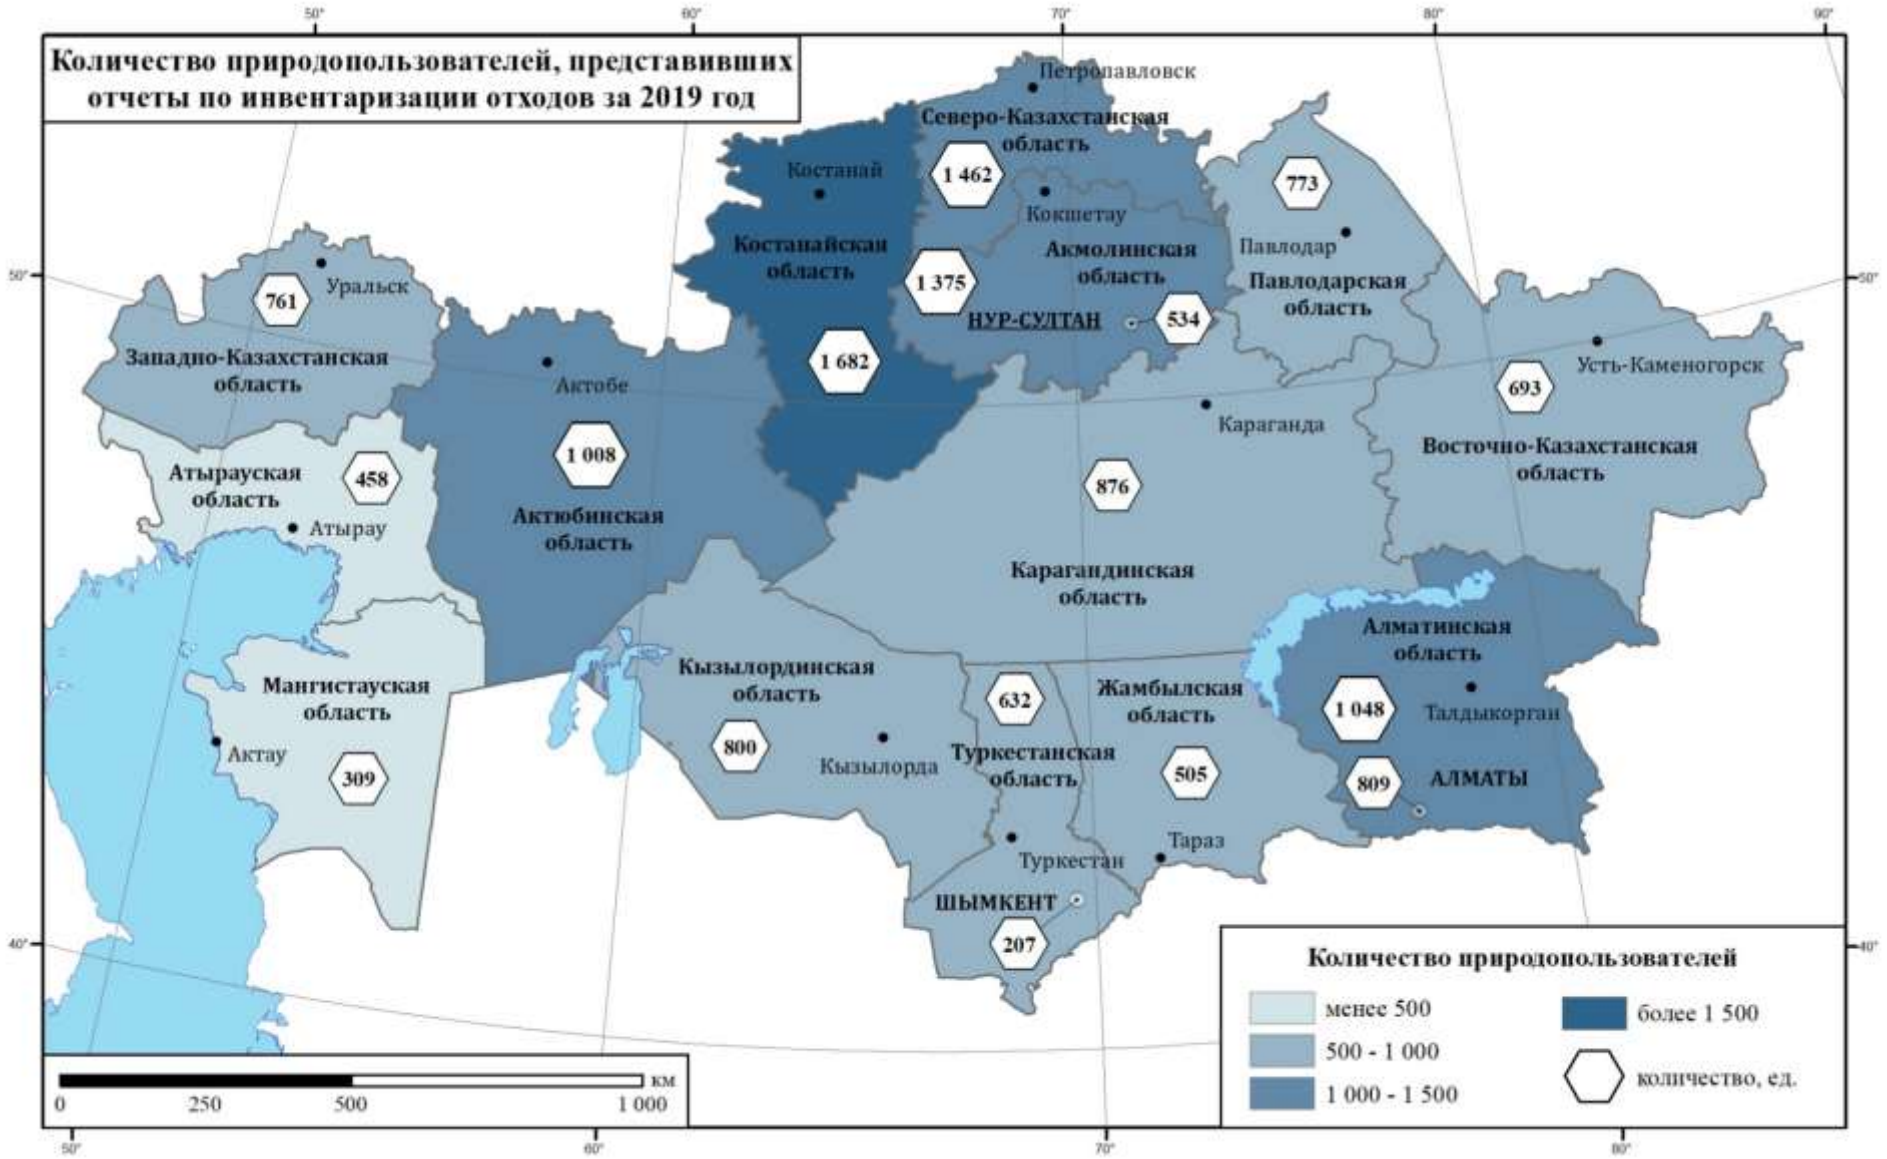 50°
60°
70°
80°
90°
Количество природопользователей, представивших
отчеты по инвентаризации отходов за 2019 год
Петропавловск
Северо-Казахстанская
область
1 462
Костанай
773
Кокшетау
Павлодар
Костанайская
область
Акмолинская
область
1 375
Павлодарская
область
НУР-СУЛТАН
534
50°
50°
Уральск
761
Западно-Казахстанская
область
1 682
Актобе
Усть-Каменогорск
693
Караганда
Восточно-Казахстанская
область
1 008
Атырауская
область
458
876
Атырау
Актюбинская
область
Карагандинская
область
Алматинская
область
Кызылординская
область
Мангистауская
область
632
Жамбылская
область
1 048
Талдыкорган
Актау
309
800
Кызылорда
Туркестанская
область
505
809
АЛМАТЫ
Тараз
Туркестан
ШЫМКЕНТ
207
40°
40°
Количество природопользователей
менее 500
500 - 1 000
1 000 - 1 500
более 1 500
количество, ед.
км
0
250
500
1 000
50°
60°
70°
80°